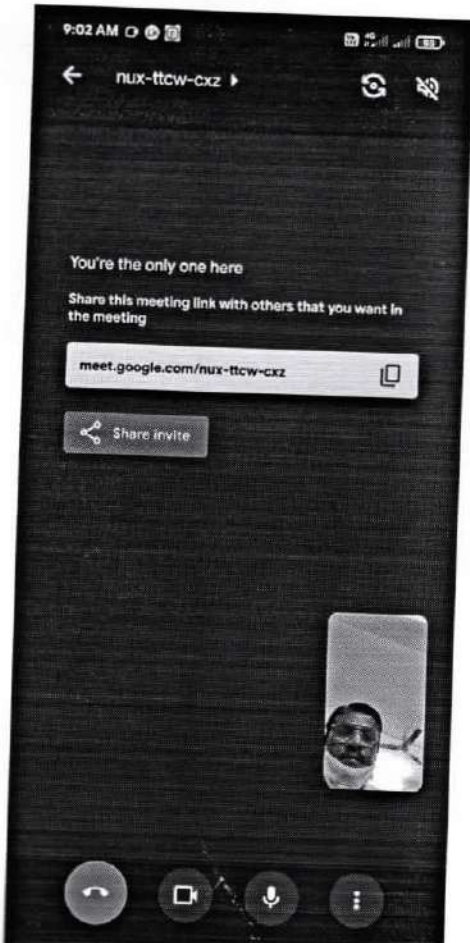 9:02 AM
4G
nux-ttcw-cxz
You're the only one here
Share this meeting link with others that you want in
the meeting
meet.google.com/nux-ttcw-cxz
Share invite